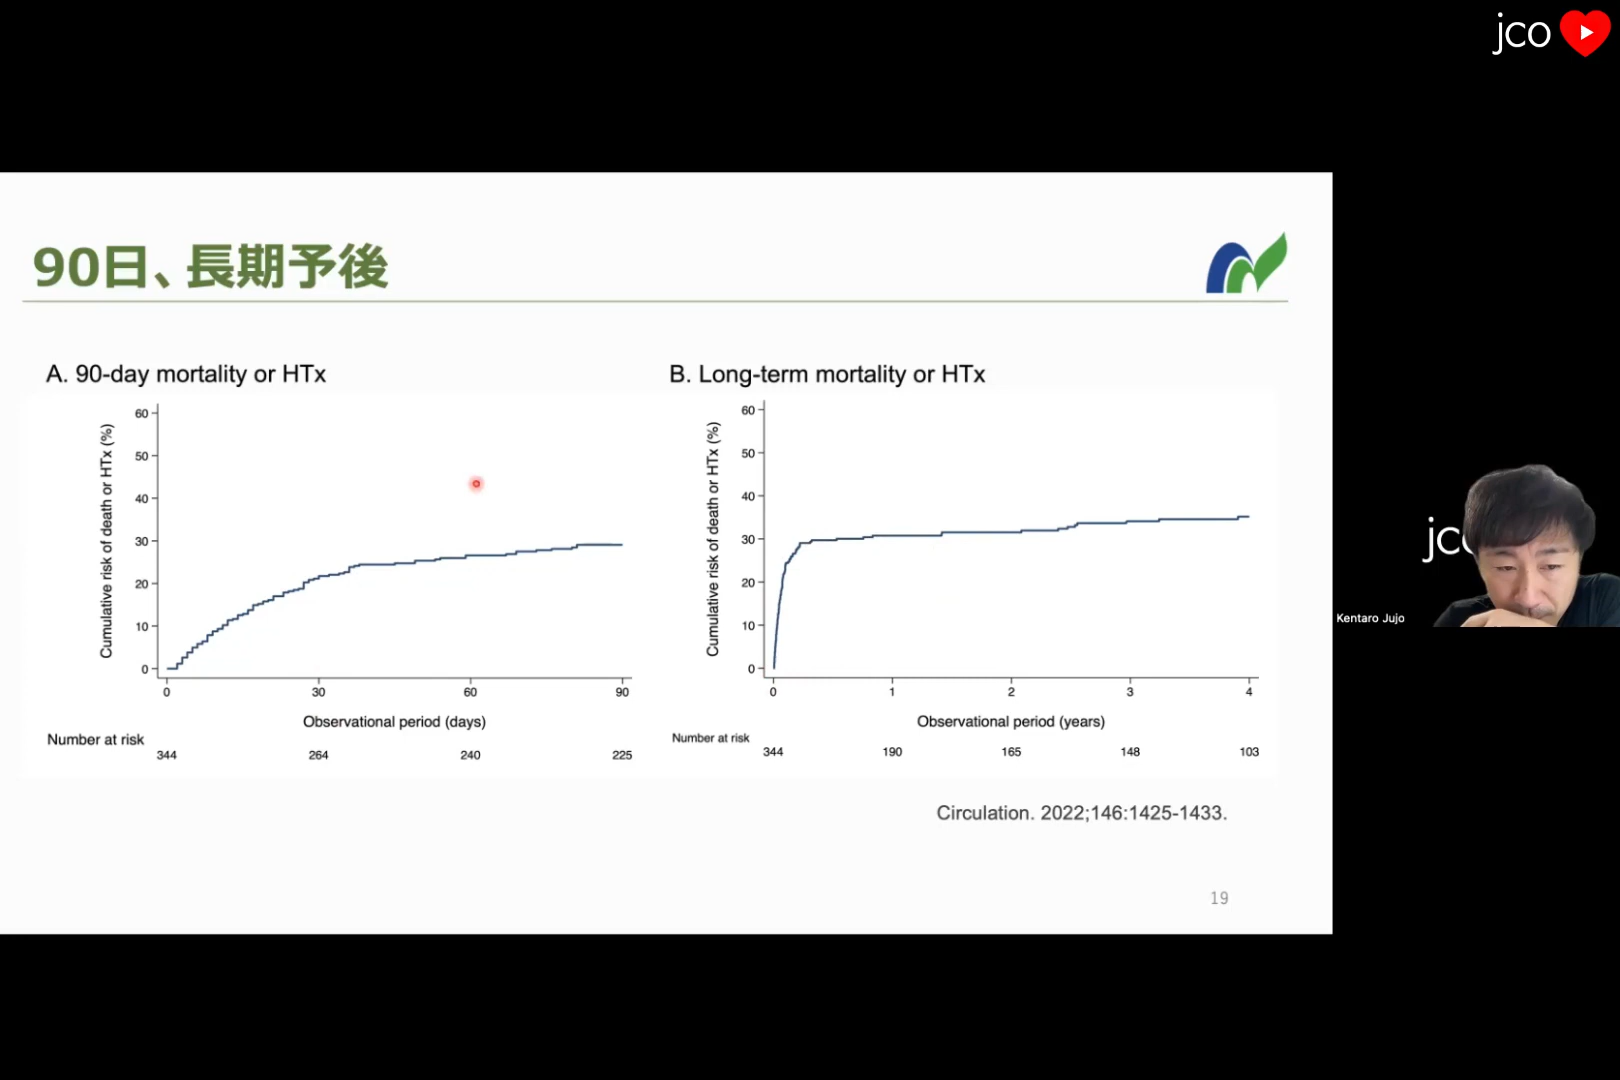 jco
90日、長期予後
A. 90-day mortality or HTx
Cumulative risk of death or HTx (%)
60
50
40
30
20
10
0
0 30 60 90
Observational period (days)
Number at risk
344 264 240 225
B. Long-term mortality or HTx
Cumulative risk of death or HTx (%)
60
50
40
30
20
10
0
0 1 2 3 4
Observational period (years)
Number at risk
344 190 165 148 103
Circulation. 2022;146:1425-1433.
19
jc
Kentaro Jujo